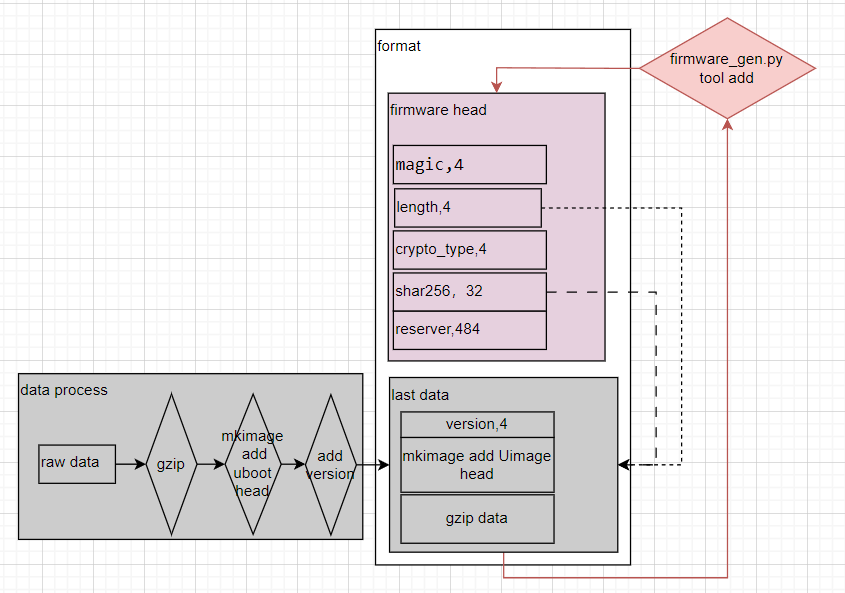 format
firmware_gen.py
tool add
firmware head
magic,4
length,4
crypto_type,4
shar256，32
reserver,484
data process
raw data
gzip
mkimage
add
uboot
head
add
version
last data
version,4
mkimage add Uimage
head
gzip data